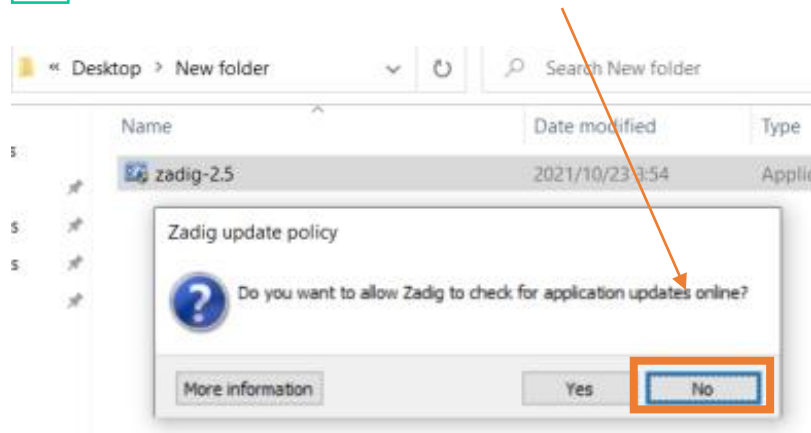 « Desktop > New folder
Search New folder
Name Date modified Type
s
zadig-2.5 2021/10/23 3:54 Applic
s
s
Zadig update policy
Do you want to allow Zadig to check for application updates online?
More information Yes No